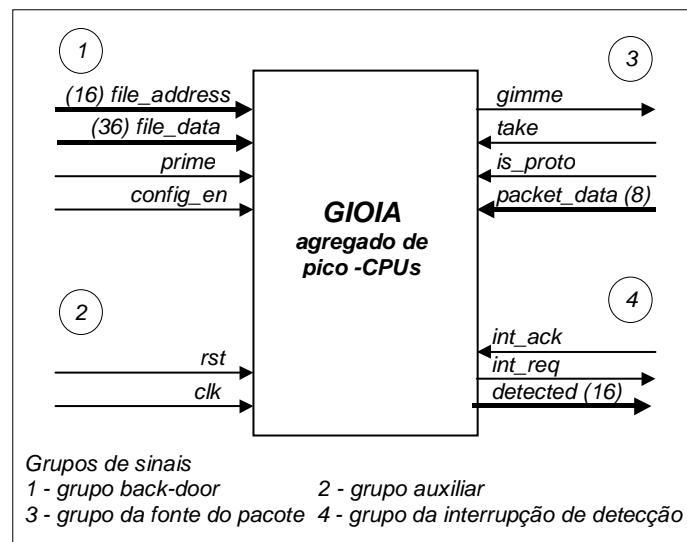 1
3
(16) file_address
gimme
(36) file_data
take
prime
is_proto
config_en
packet_data (8)
GIOIA
agregado de
pico -CPUs
2
4
int_ack
rst
int_req
clk
detected (16)
Grupos de sinais
1 - grupo back-door 2 - grupo auxiliar
3 - grupo da fonte do pacote 4 - grupo da interrupção de detecção